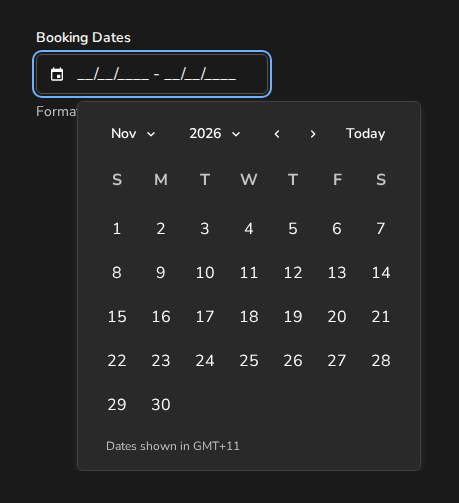 Booking Dates
__/__/____ - __/__/____
Forma
Nov 2026 Today
S M T W T F S
1 2 3 4 5 6 7
8 9 10 11 12 13 14
15 16 17 18 19 20 21
22 23 24 25 26 27 28
29 30
Dates shown in GMT+11